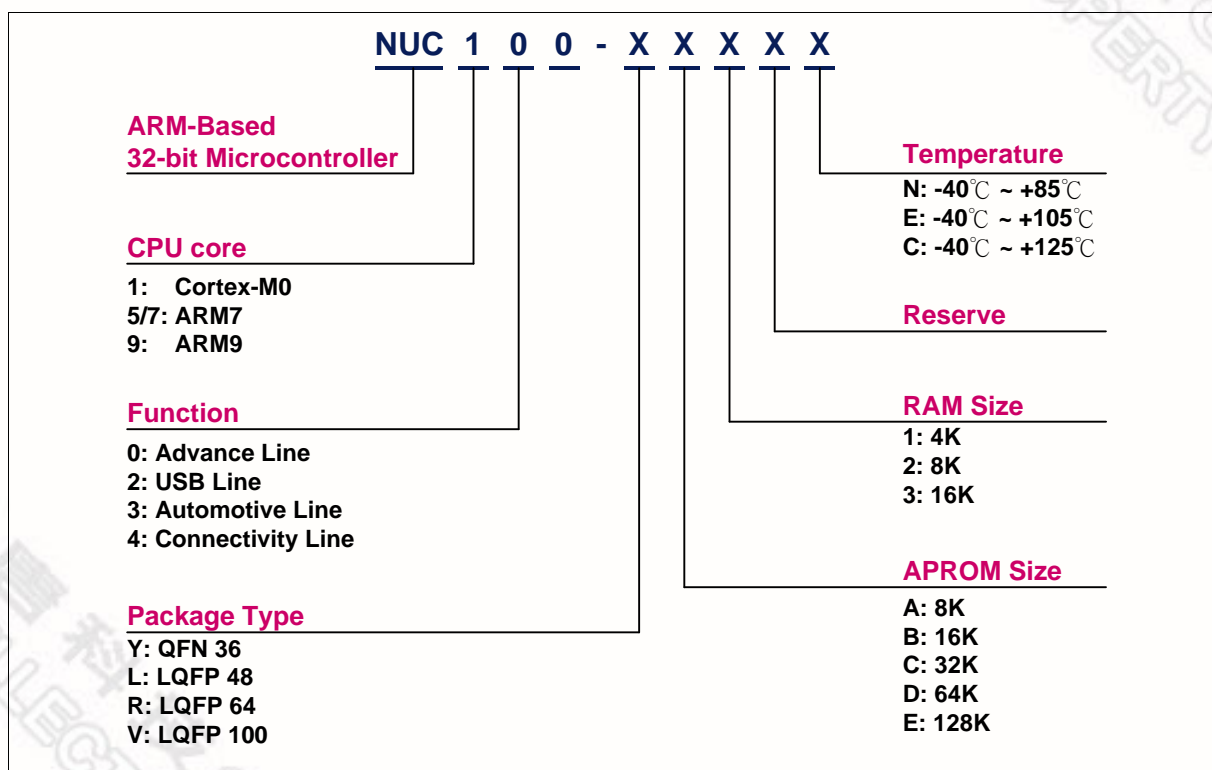 NUC 1 0 0 - X X X X X
ARM-Based
32-bit Microcontroller
CPU core
1: Cortex-M0
5/7: ARM7
9: ARM9
Function
0: Advance Line
2: USB Line
3: Automotive Line
4: Connectivity Line
Package Type
Y: QFN 36
L: LQFP 48
R: LQFP 64
V: LQFP 100
Temperature
N: -40℃ ~ +85℃
E: -40℃ ~ +105℃
C: -40℃ ~ +125℃
Reserve
RAM Size
1: 4K
2: 8K
3: 16K
APROM Size
A: 8K
B: 16K
C: 32K
D: 64K
E: 128K